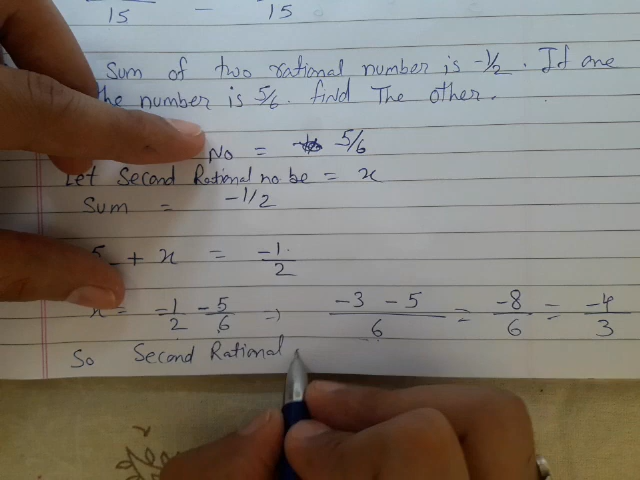 15 - 15
Sum of two rational number is -1/2. If one
the number is 5/6. find The other.
No = 5/6
Let Second Rational no be = x
Sum = -1/2
5 + x = -1/2
x = -1/2 -5/6 => -3 -5/6 = -8/6 = -4/3
So Second Rational